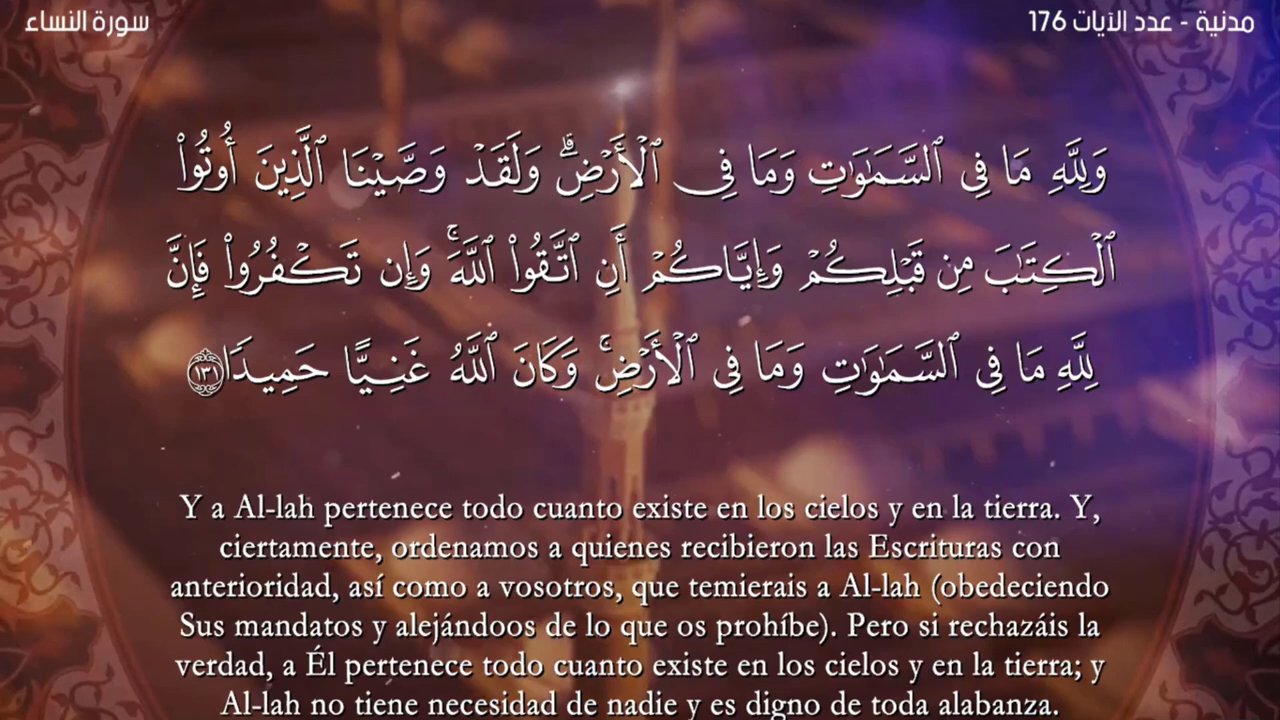 مدنية - عدد الآيات 176
سورة النساء
وَلِلَّهِ مَا فِى ٱلسَّمَٰوَٰتِ وَمَا فِى ٱلْأَرْضِۗ وَلَقَدْ وَصَّيْنَا ٱلَّذِينَ أُوتُوا۟
ٱلْكِتَٰبَ مِن قَبْلِكُمْ وَإِيَّاكُمْ أَنِ ٱتَّقُوا۟ ٱللَّهَۚ وَإِن تَكْفُرُوا۟ فَإِنَّ
لِلَّهِ مَا فِى ٱلسَّمَٰوَٰتِ وَمَا فِى ٱلْأَرْضِۚ وَكَانَ ٱللَّهُ غَنِيًّا حَمِيدًا ١٣١
Y a Al-lah pertenece todo cuanto existe en los cielos y en la tierra. Y,
ciertamente, ordenamos a quienes recibieron las Escrituras con
anterioridad, así como a vosotros, que temierais a Al-lah (obedeciendo
Sus mandatos y alejándoos de lo que os prohíbe). Pero si rechazáis la
verdad, a Él pertenece todo cuanto existe en los cielos y en la tierra; y
Al-lah no tiene necesidad de nadie y es digno de toda alabanza.